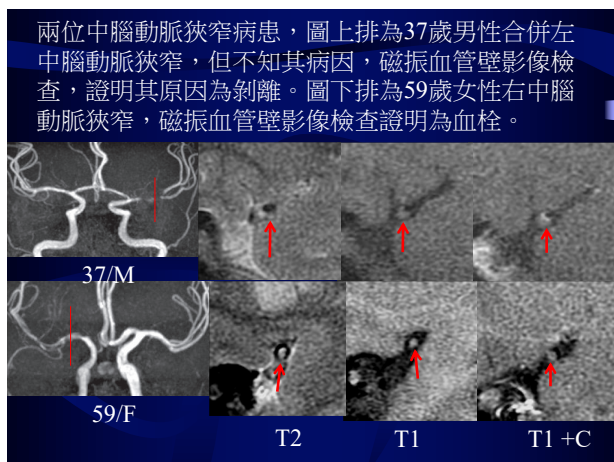 兩位中腦動脈狹窄病患，圖上排為37歲男性合併左
中腦動脈狹窄，但不知其病因，磁振血管壁影像檢
查，證明其原因為剝離。圖下排為59歲女性右中腦
動脈狹窄，磁振血管壁影像檢查證明為血栓。
37/M
59/F
T2 T1 T1 +C